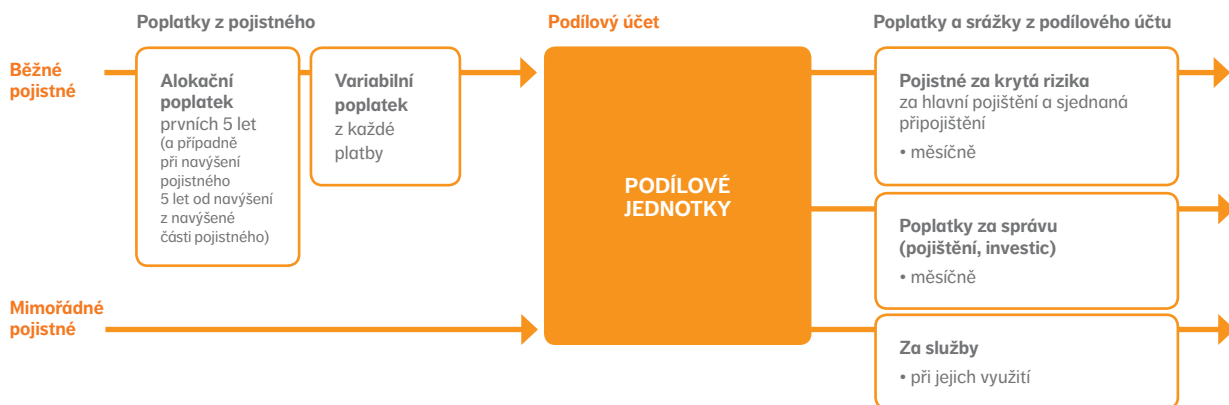 Poplatky z pojistného
Podílový účet
Poplatky a srážky z podílového účtu
Běžné
pojistné
Alokační
poplatek
prvních 5 let
(a případně
při navýšení
pojistného
5 let od navýšení
z navýšené
části pojistného)
Variabilní
poplatek
z každé
platby
PODÍLOVÉ
JEDNOTKY
Pojistné za krytá rizika
za hlavní pojištění a sjednaná
připojištění
• měsíčně
Poplatky za správu
(pojištění, investic)
• měsíčně
Mimořádné
pojistné
Za služby
• při jejich využití